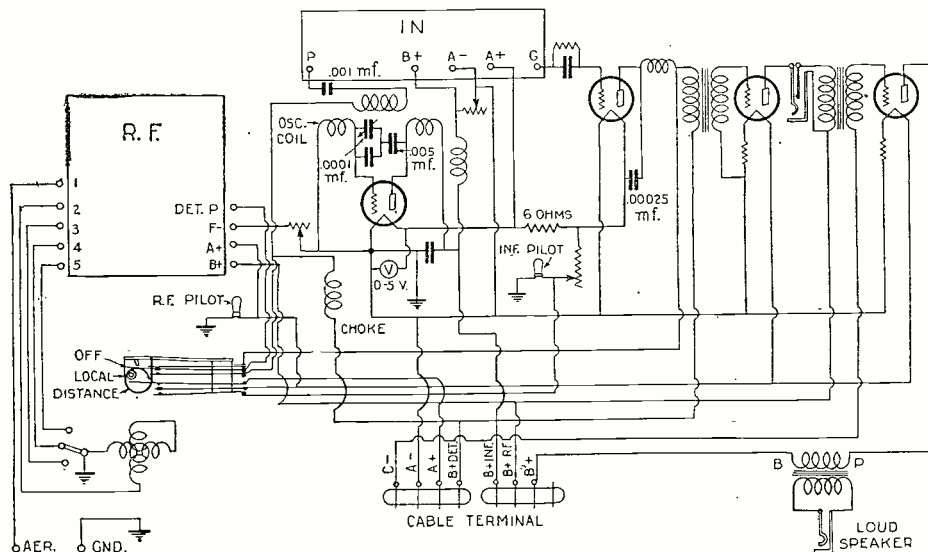 IN
P B+ A- A+ G
.001 mf.
R.F.
OSC.
COIL
.0001
mf.
.005
mf.
1
2
3
4
5
DET. P
F-
A+
B+
6 OHMS
.00025
mf.
INF. PILOT
V
0-5 V.
R.F. PILOT
CHOKE
OFF
LOCAL
DISTANCE
C-
A-
A+
B+DET.
B+INF.
B+ R.F.
B+
CABLE TERMINAL
B P
LOUD
SPEAKER
AER. GND.